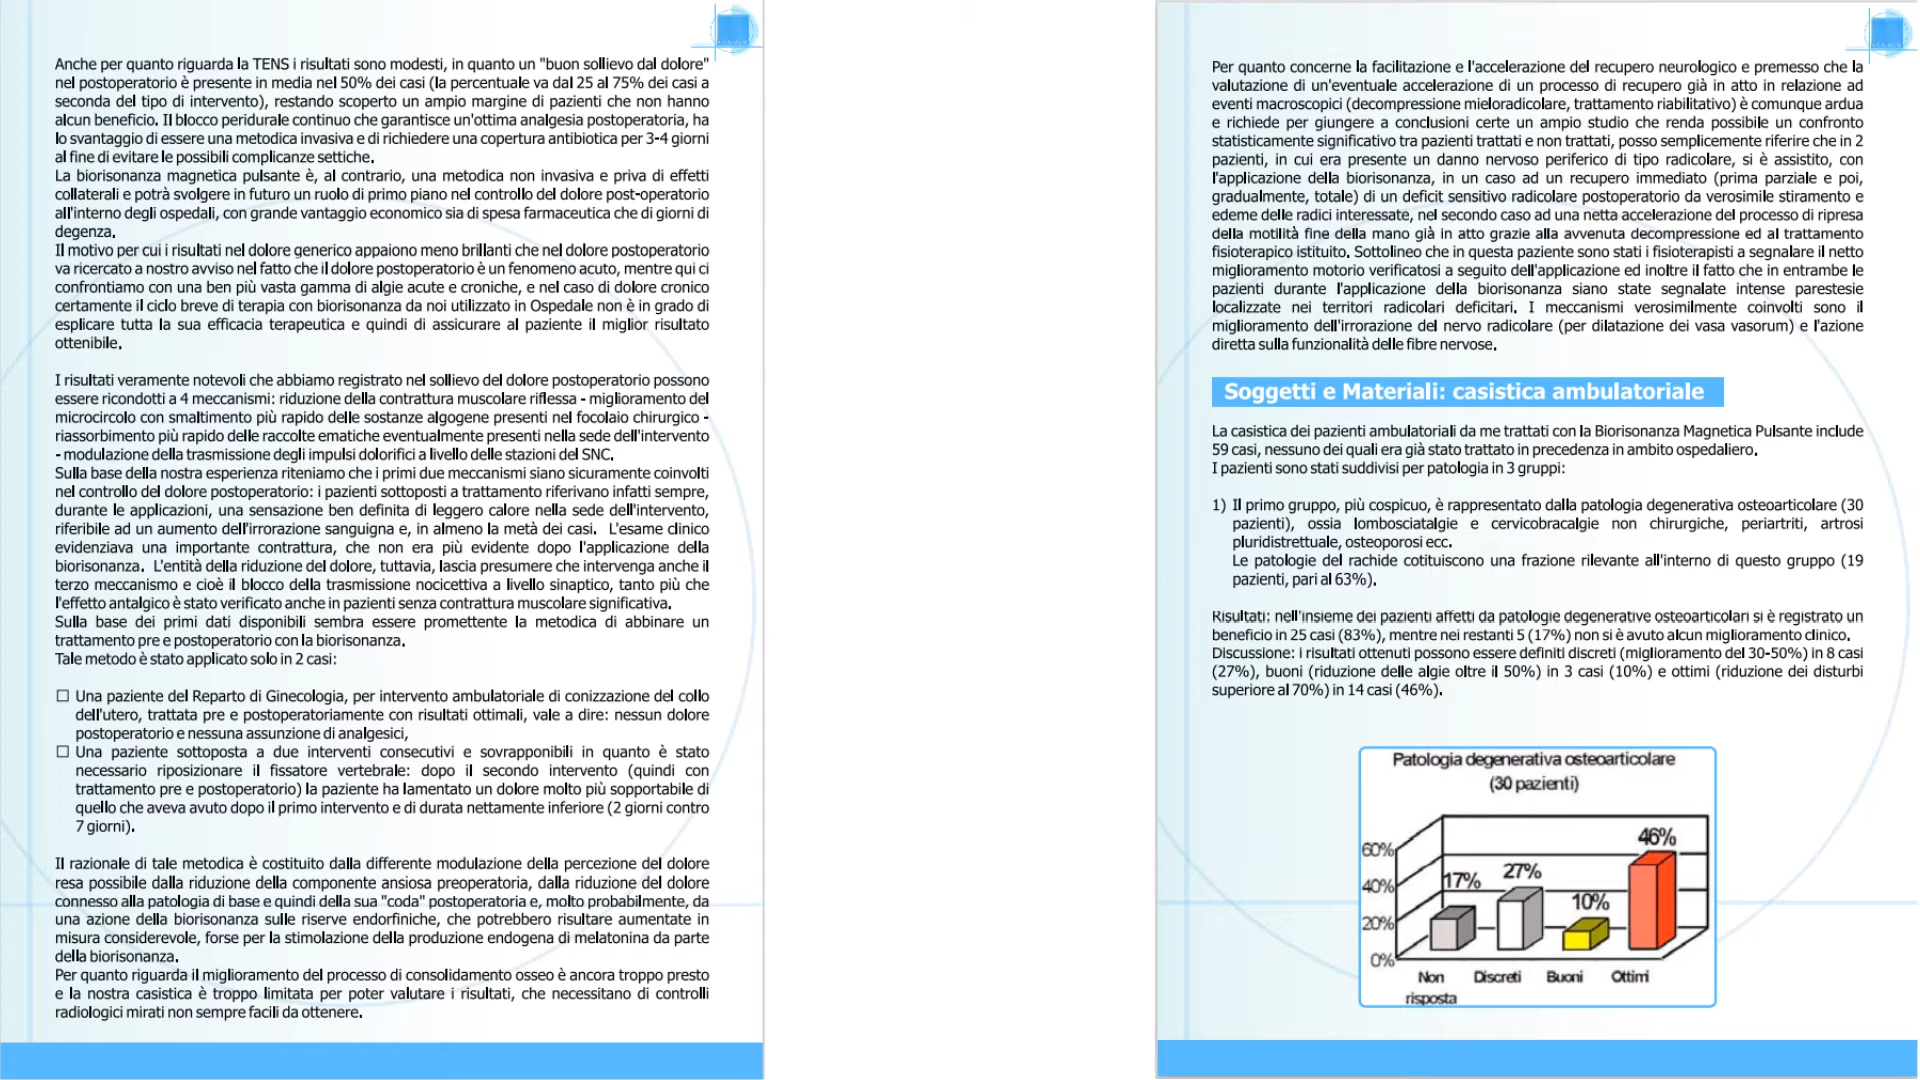 Anche per quanto riguarda la TENS i risultati sono modesti, in quanto un "buon sollievo dal dolore"
nel postoperatorio è presente in media nel 50% dei casi (la percentuale va dal 25 al 75% dei casi a
seconda del tipo di intervento), restando scoperto un ampio margine di pazienti che non hanno
alcun beneficio. Il blocco peridurale continuo che garantisce un'ottima analgesia postoperatoria, ha
lo svantaggio di essere una metodica invasiva e di richiedere una copertura antibiotica per 3-4 giorni
al fine di evitare le possibili complicanze settiche.
La biorisonanza magnetica pulsante è, al contrario, una metodica non invasiva e priva di effetti
collaterali e potrà svolgere in futuro un ruolo di primo piano nel controllo del dolore post-operatorio
all'interno degli ospedali, con grande vantaggio economico sia di spesa farmaceutica che di giorni di
degenza.
Il motivo per cui i risultati nel dolore generico appaiono meno brillanti che nel dolore postoperatorio
va ricercato a nostro avviso nel fatto che il dolore postoperatorio è un fenomeno acuto, mentre qui ci
confrontiamo con una ben più vasta gamma di algie acute e croniche, e nel caso di dolore cronico
certamente il ciclo breve di terapia con biorisonanza da noi utilizzato in Ospedale non è in grado di
esplicare tutta la sua efficacia terapeutica e quindi di assicurare al paziente il miglior risultato
ottenibile.
I risultati veramente notevoli che abbiamo registrato nel sollievo del dolore postoperatorio possono
essere ricondotti a 4 meccanismi: riduzione della contrattura muscolare riflessa - miglioramento del
microcircolo con smaltimento più rapido delle sostanze algogene presenti nel focolaio chirurgico -
riassorbimento più rapido delle raccolte ematiche eventualmente presenti nella sede dell'intervento
- modulazione della trasmissione degli impulsi dolorifici a livello delle stazioni del SNC.
Sulla base della nostra esperienza riteniamo che i primi due meccanismi siano sicuramente coinvolti
nel controllo del dolore postoperatorio: i pazienti sottoposti a trattamento riferivano infatti sempre,
durante le applicazioni, una sensazione ben definita di leggero calore nella sede dell'intervento,
riferibile ad un aumento dell'irrorazione sanguigna e, in almeno la metà dei casi. L'esame clinico
evidenziava una importante contrattura, che non era più evidente dopo l'applicazione della
biorisonanza. L'entità della riduzione del dolore, tuttavia, lascia presumere che intervenga anche il
terzo meccanismo e cioè il blocco della trasmissione nocicettiva a livello sinaptico, tanto più che
l'effetto antalgico è stato verificato anche in pazienti senza contrattura muscolare significativa.
Sulla base dei primi dati disponibili sembra essere promettente la metodica di abbinare un
trattamento pre e postoperatorio con la biorisonanza.
Tale metodo è stato applicato solo in 2 casi:
☐ Una paziente del Reparto di Ginecologia, per intervento ambulatoriale di conizzazione del collo
dell'utero, trattata pre e postoperatoriamente con risultati ottimali, vale a dire: nessun dolore
postoperatorio e nessuna assunzione di analgesici,
☐ Una paziente sottoposta a due interventi consecutivi e sovrapponibili in quanto è stato
necessario riposizionare il fissatore vertebrale: dopo il secondo intervento (quindi con
trattamento pre e postoperatorio) la paziente ha lamentato un dolore molto più sopportabile di
quello che aveva avuto dopo il primo intervento e di durata nettamente inferiore (2 giorni contro
7 giorni).
Il razionale di tale metodica è costituito dalla differente modulazione della percezione del dolore
resa possibile dalla riduzione della componente ansiosa preoperatoria, dalla riduzione del dolore
connesso alla patologia di base e quindi della sua "coda" postoperatoria e, molto probabilmente, da
una azione della biorisonanza sulle riserve endorfiniche, che potrebbero risultare aumentate in
misura considerevole, forse per la stimolazione della produzione endogena di melatonina da parte
della biorisonanza.
Per quanto riguarda il miglioramento del processo di consolidamento osseo è ancora troppo presto
e la nostra casistica è troppo limitata per poter valutare i risultati, che necessitano di controlli
radiologici mirati non sempre facili da ottenere.
Per quanto concerne la facilitazione e l'accelerazione del recupero neurologico e premesso che la
valutazione di un'eventuale accelerazione di un processo di recupero già in atto in relazione ad
eventi macroscopici (decompressione mieloradicolare, trattamento riabilitativo) è comunque ardua
e richiede per giungere a conclusioni certe un ampio studio che renda possibile un confronto
statisticamente significativo tra pazienti trattati e non trattati, posso semplicemente riferire che in 2
pazienti, in cui era presente un danno nervoso periferico di tipo radicolare, si è assistito, con
l'applicazione della biorisonanza, in un caso ad un recupero immediato (prima parziale e poi,
gradualmente, totale) di un deficit sensitivo radicolare postoperatorio da verosimile stiramento e
edeme delle radici interessate, nel secondo caso ad una netta accelerazione del processo di ripresa
della motilità fine della mano già in atto grazie alla avvenuta decompressione ed al trattamento
fisioterapico istituito. Sottolineo che in questa paziente sono stati i fisioterapisti a segnalare il netto
miglioramento motorio verificatosi a seguito dell'applicazione ed inoltre il fatto che in entrambe le
pazienti durante l'applicazione della biorisonanza siano state segnalate intense parestesie
localizzate nei territori radicolari deficitari. I meccanismi verosimilmente coinvolti sono il
miglioramento dell'irrorazione del nervo radicolare (per dilatazione dei vasa vasorum) e l'azione
diretta sulla funzionalità delle fibre nervose.
Soggetti e Materiali: casistica ambulatoriale
La casistica dei pazienti ambulatoriali da me trattati con la Biorisonanza Magnetica Pulsante include
59 casi, nessuno dei quali era già stato trattato in precedenza in ambito ospedaliero.
I pazienti sono stati suddivisi per patologia in 3 gruppi:
1) Il primo gruppo, più cospicuo, è rappresentato dalla patologia degenerativa osteoarticolare (30
pazienti), ossia lombosciatalgie e cervicobracalgie non chirurgiche, periartriti, artrosi
pluridistrettuale, osteoporosi ecc.
Le patologie del rachide cotituiscono una frazione rilevante all'interno di questo gruppo (19
pazienti, pari al 63%).
Risultati: nell'insieme dei pazienti affetti da patologie degenerative osteoarticolari si è registrato un
beneficio in 25 casi (83%), mentre nei restanti 5 (17%) non si è avuto alcun miglioramento clinico.
Discussione: i risultati ottenuti possono essere definiti discreti (miglioramento del 30-50%) in 8 casi
(27%), buoni (riduzione delle algie oltre il 50%) in 3 casi (10%) e ottimi (riduzione dei disturbi
superiore al 70%) in 14 casi (46%).
Patologia degenerativa osteoarticolare
(30 pazienti)
60%
40%
20%
0%
17%
27%
10%
46%
Non risposta
Discreti
Buoni
Ottimi